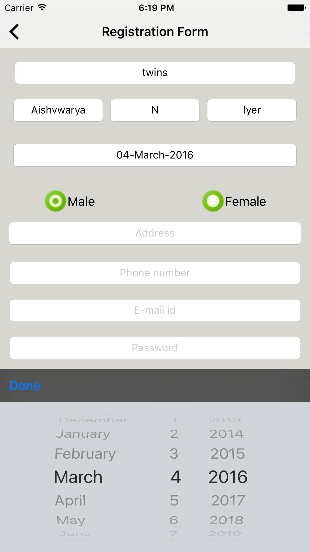 Carrier 6:19 PM
Registration Form
twins
Aishvwarya N Iyer
04-March-2016
Male Female
Address
Phone number
E-mail id
Password
Done
December 1 2013
January 2 2014
February 3 2015
March 4 2016
April 5 2017
May 6 2018
June 7 2019